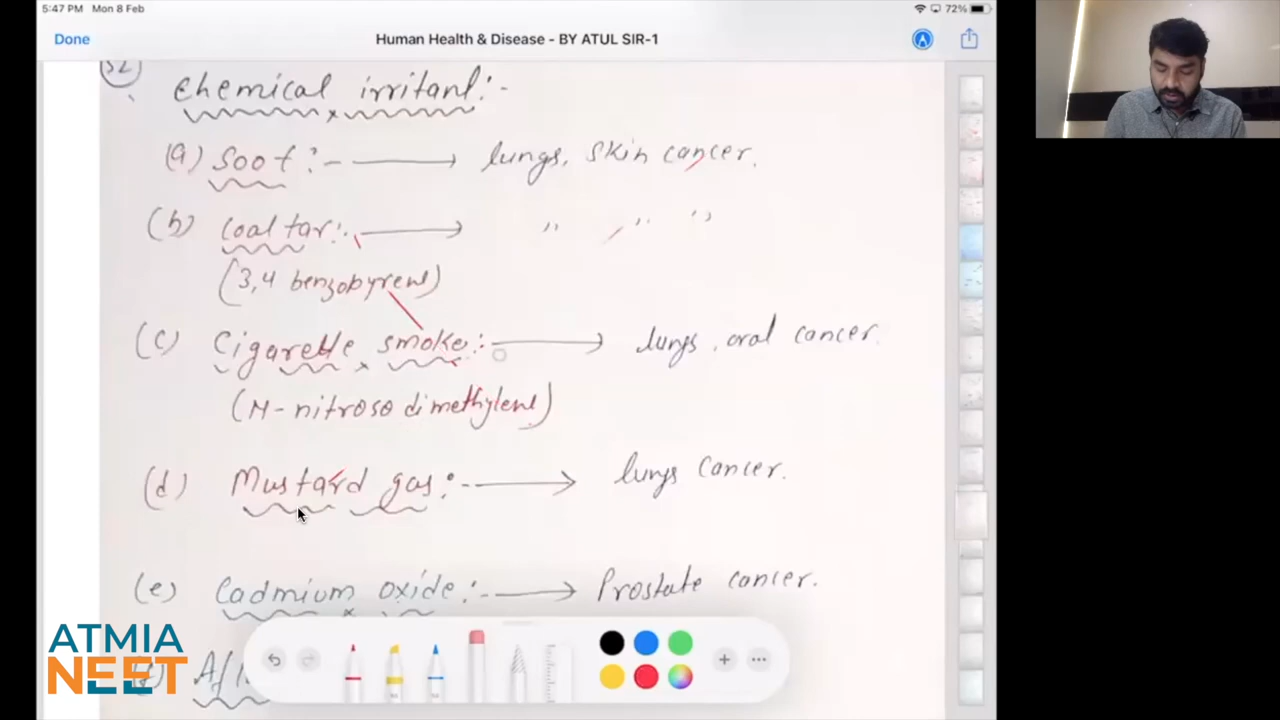 5:47 PM Mon 8 Feb
72%
Done
Human Health & Disease - BY ATUL SIR-1
32
chemical irritant:-
(a) Soot:- → lungs, skin cancer.
(b) Coal tar:- → " " "
(3,4 benzobyrene)
(c) Cigarette smoke:- → lungs, oral cancer.
(N-nitroso dimethylene)
(d) Mustard gas:- → lungs cancer.
(e) Cadmium oxide:- → Prostate cancer.
ATMIA
NEET